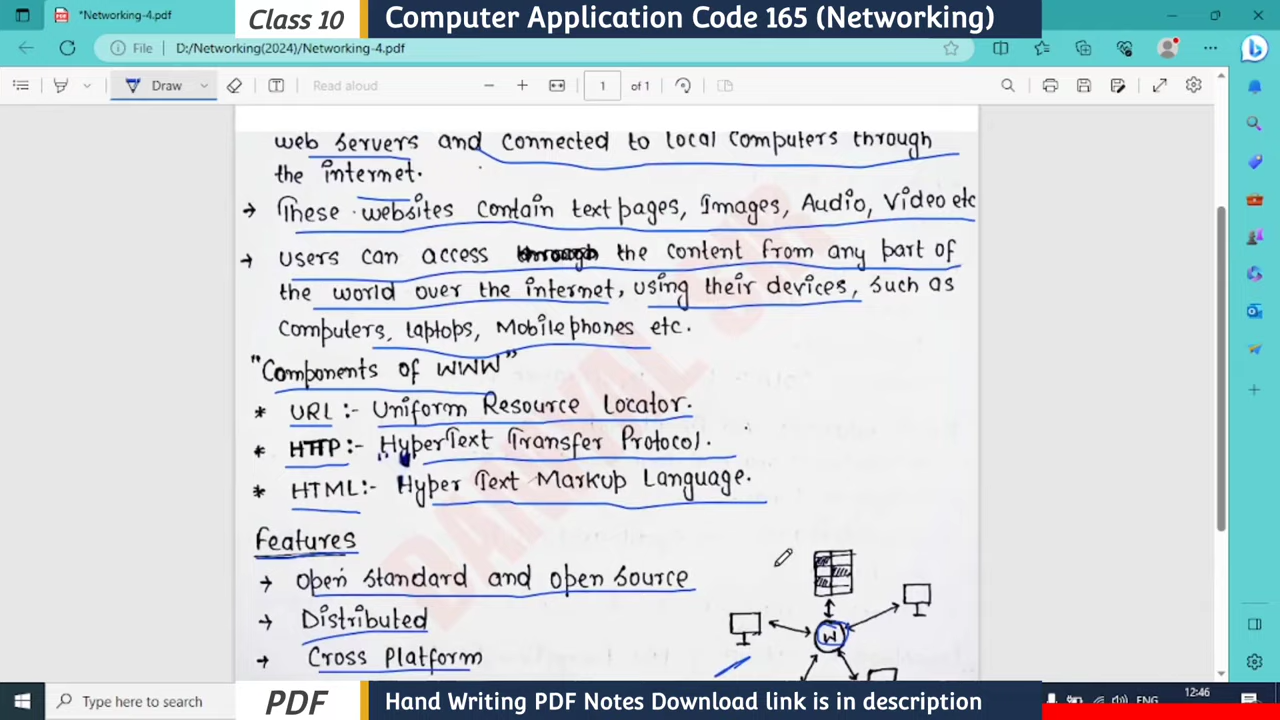 *Networking-4.pdf
Class 10
Computer Application Code 165 (Networking)
File
D:/Networking(2024)/Networking-4.pdf
Draw
Read aloud
1
of 1
web servers and connected to local computers through
the internet.
→ These websites contain text pages, Images, Audio, Video etc
→ users can access the content from any part of
the world over the internet, using their devices, such as
Computers, laptops, Mobile phones etc.
"Components of WWW"
* URL :- Uniform Resource Locator.
* HTTP :- HyperText Transfer Protocol.
* HTML :- Hyper Text Markup Language.
Features
→ Open standard and open source
→ Distributed
→ Cross Platform
W
DANIYAL SIR
Type here to search
PDF
Hand Writing PDF Notes Download link is in description
ENG
12:46